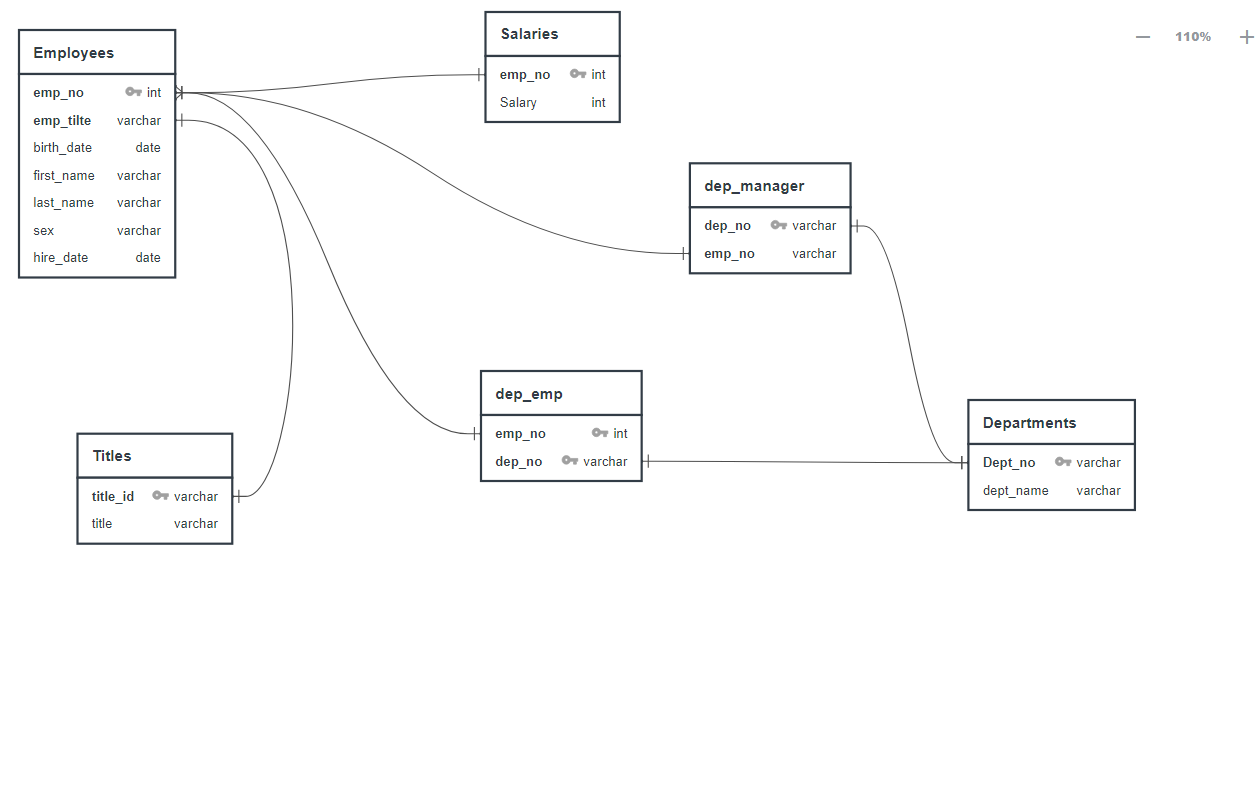 Employees
emp_no int
emp_tilte varchar
birth_date date
first_name varchar
last_name varchar
sex varchar
hire_date date
Salaries
emp_no int
Salary int
110%
dep_manager
dep_no varchar
emp_no varchar
dep_emp
emp_no int
dep_no varchar
Departments
Dept_no varchar
dept_name varchar
Titles
title_id varchar
title varchar